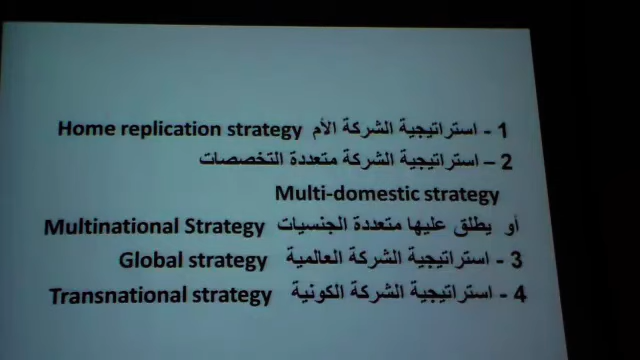 1 - استراتيجية الشركة الأم Home replication strategy
2 – استراتيجية الشركة متعددة التخصصات
Multi-domestic strategy
أو يطلق عليها متعددة الجنسيات Multinational Strategy
3 - استراتيجية الشركة العالمية Global strategy
4 - استراتيجية الشركة الكونية Transnational strategy